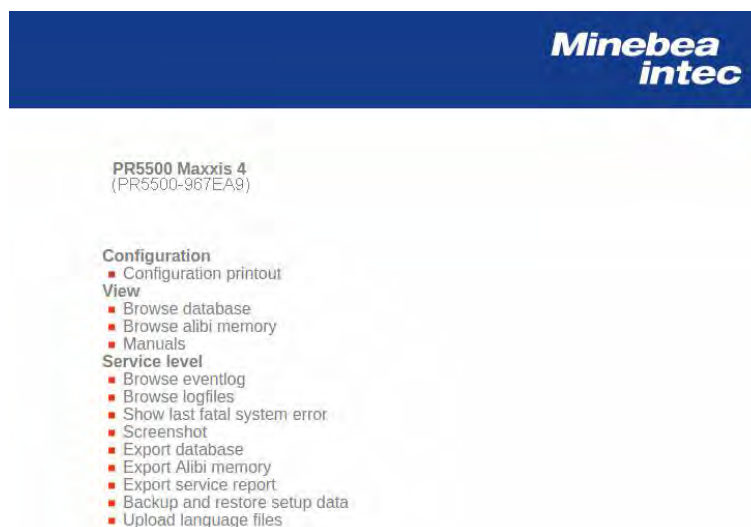 Minebea
intec
PR5500 Maxxis 4
(PR5500-967EA9)
Configuration
Configuration printout
View
Browse database
Browse alibi memory
Manuals
Service level
Browse eventlog
Browse logfiles
Show last fatal system error
Screenshot
Export database
Export Alibi memory
Export service report
Backup and restore setup data
Upload language files